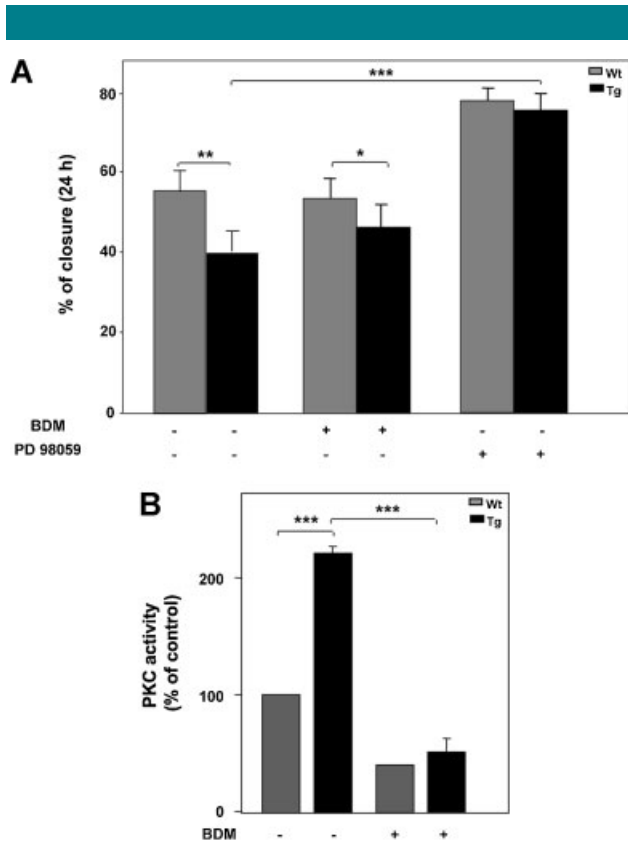 A
***
Wt
Tg
80
**
*
60
40
20
0
% of closure (24 h)
BDM - - + + - -
PD 98059 - - - - + +
B
Wt
Tg
*** ***
200
100
0
PKC activity
(% of control)
BDM - - + +